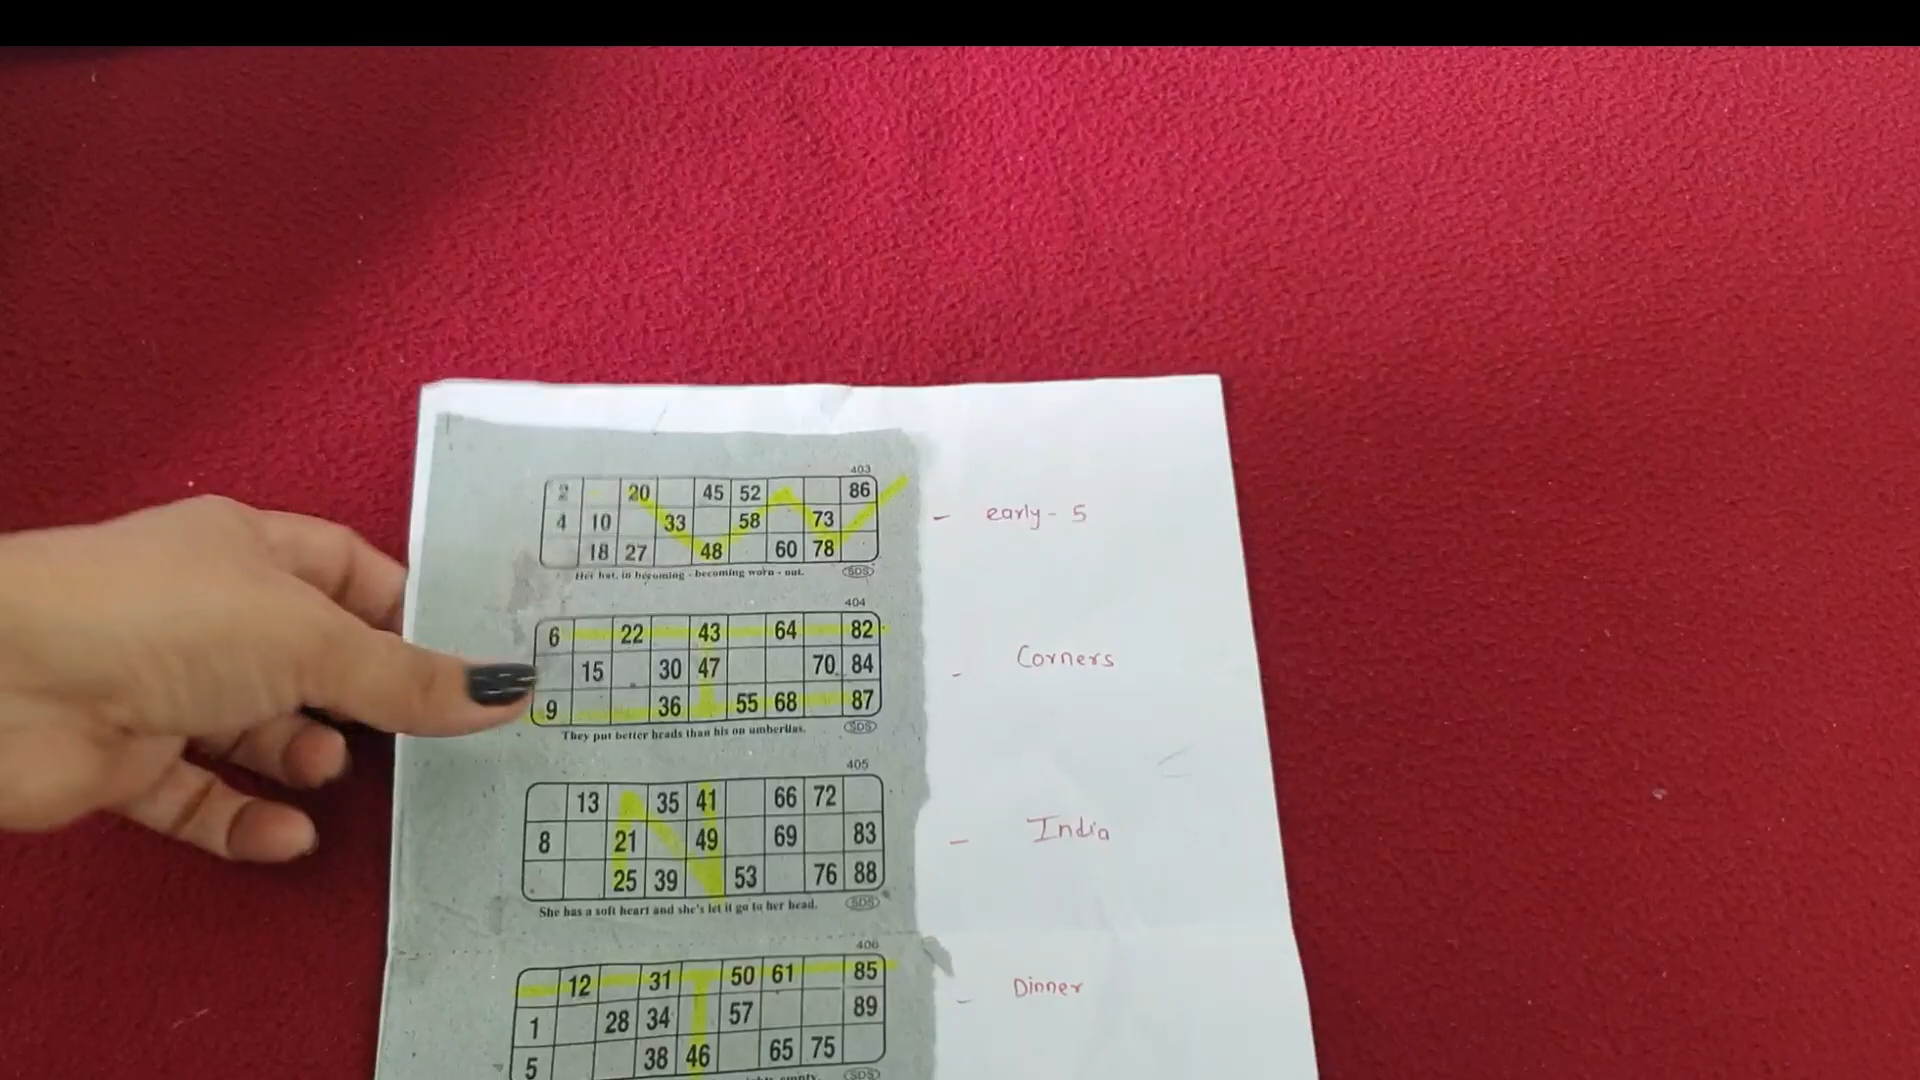 403
2 20 45 52 86
4 10 33 58 73
18 27 48 60 78
Her hat, in becoming - becoming worn - out. SDS
- early - 5
404
6 22 43 64 82
15 30 47 70 84
9 36 55 68 87
They put better heads than his on umberllas. SDS
- Corners
405
13 35 41 66 72
8 21 49 69 83
25 39 53 76 88
She has a soft heart and she's let it go to her head. SDS
- India
406
12 31 50 61 85
1 28 34 57 89
5 38 46 65 75
empty. SDS
- Dinner